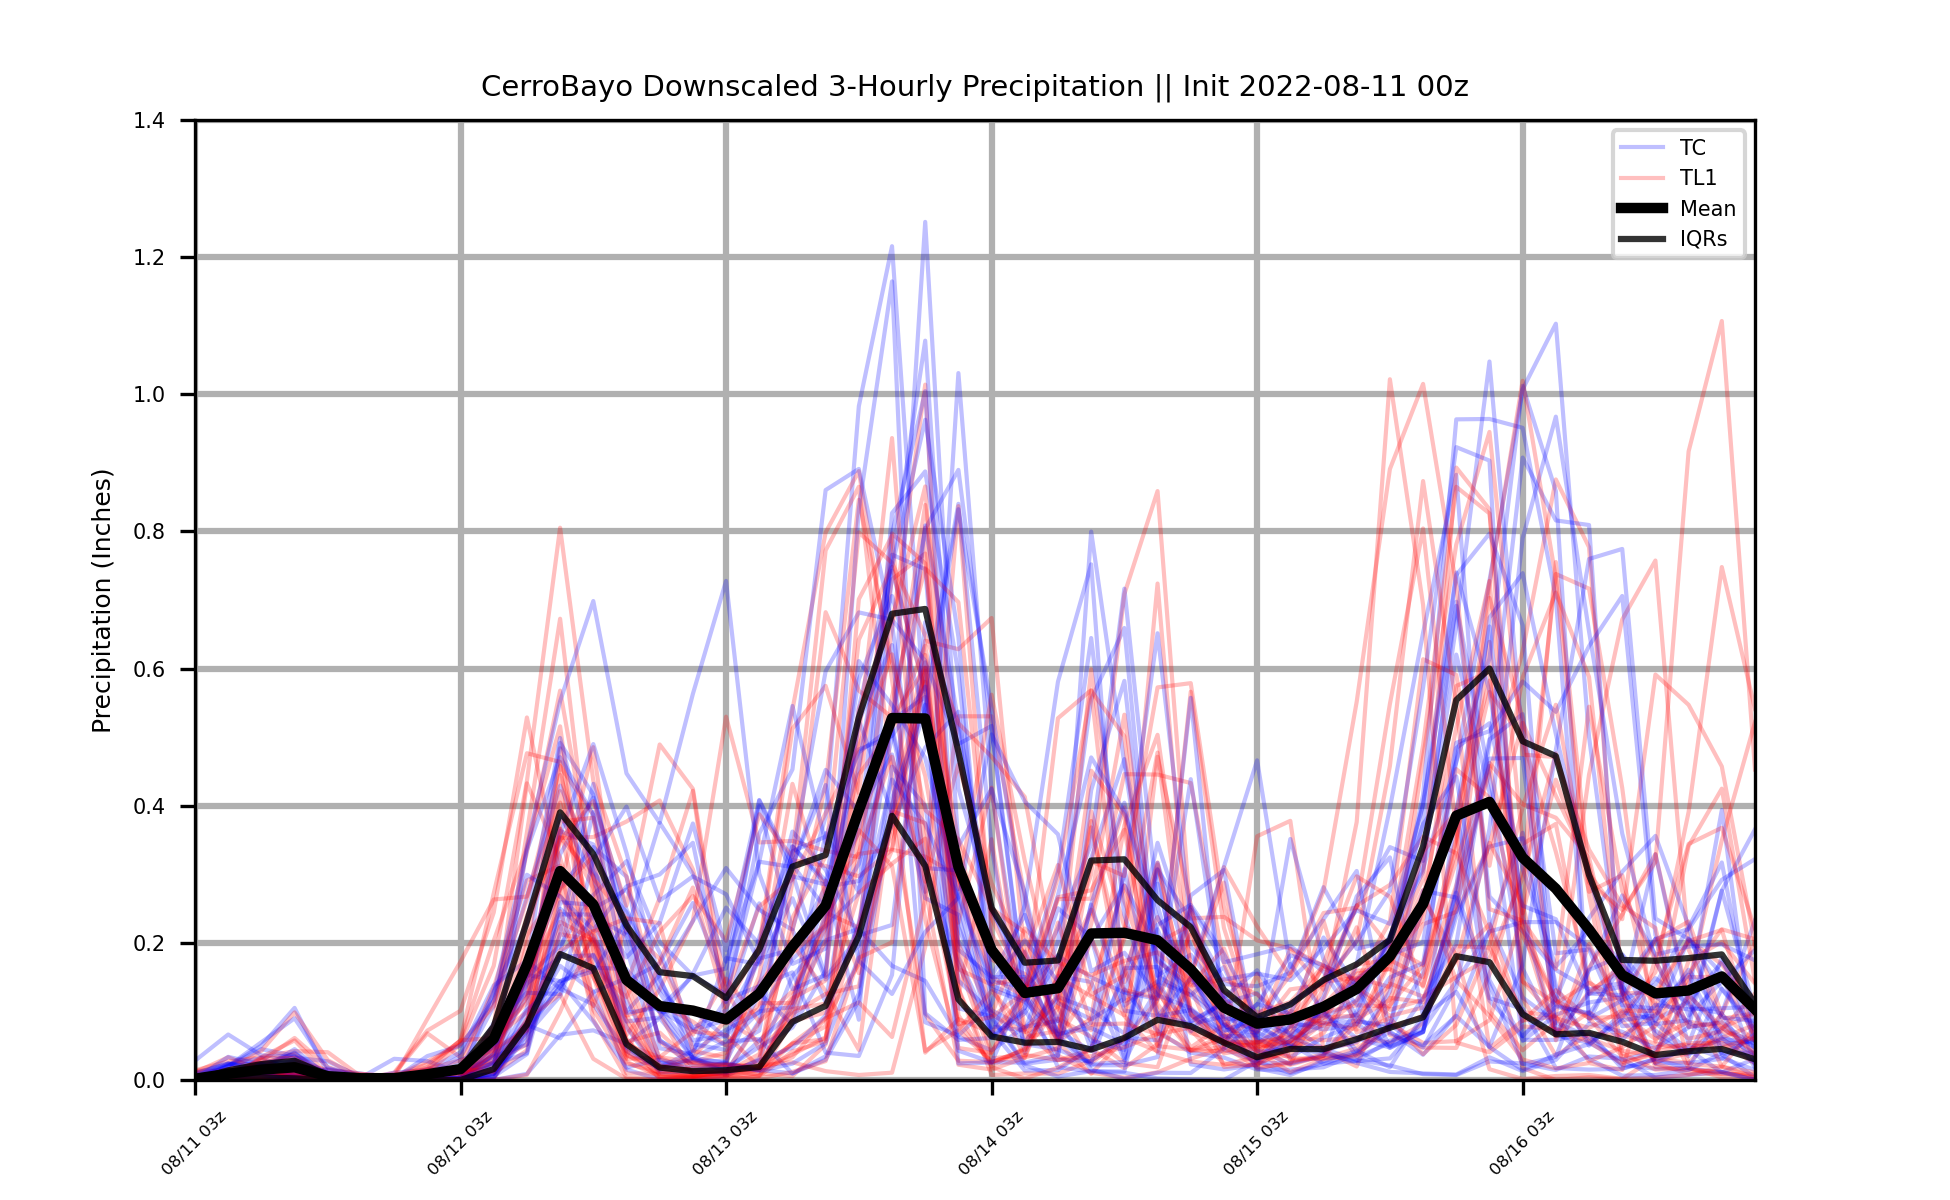 CerroBayo Downscaled 3-Hourly Precipitation || Init 2022-08-11 00z
Precipitation (Inches)
1.4
1.2
1.0
0.8
0.6
0.4
0.2
0.0
TC
TL1
Mean
IQRs
08/11 03z
08/12 03z
08/13 03z
08/14 03z
08/15 03z
08/16 03z